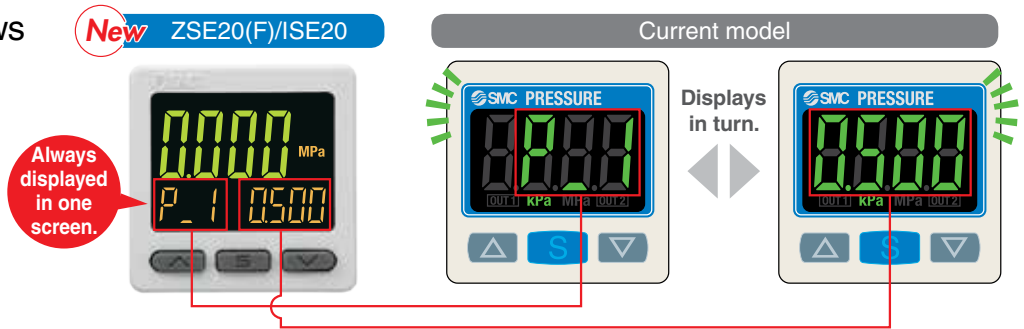 ws
New ZSE20(F)/ISE20
Current model
Always
displayed
in one
screen.
0.000 MPa
P_1 0.500
S
SMC PRESSURE
P_1
OUT1 kPa MPa OUT2
S
Displays
in turn.
SMC PRESSURE
0.500
OUT1 kPa MPa OUT2
S